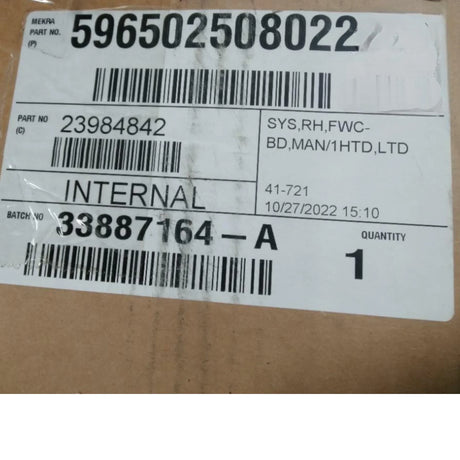 MEKRA
PART NO.
(P)
596502508022
PART NO
(C)
23984842
SYS,RH,FWC-
BD,MAN/1HTD,LTD
INTERNAL
41-721
10/27/2022 15:10
BATCH NO
33887164-A
QUANTITY
1